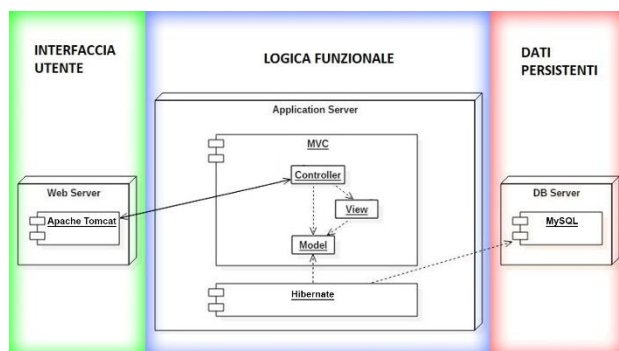 INTERFACCIA
UTENTE
LOGICA FUNZIONALE
DATI
PERSISTENTI
Application Server
MVC
Controller
View
Model
Hibernate
Web Server
Apache Tomcat
DB Server
MySQL